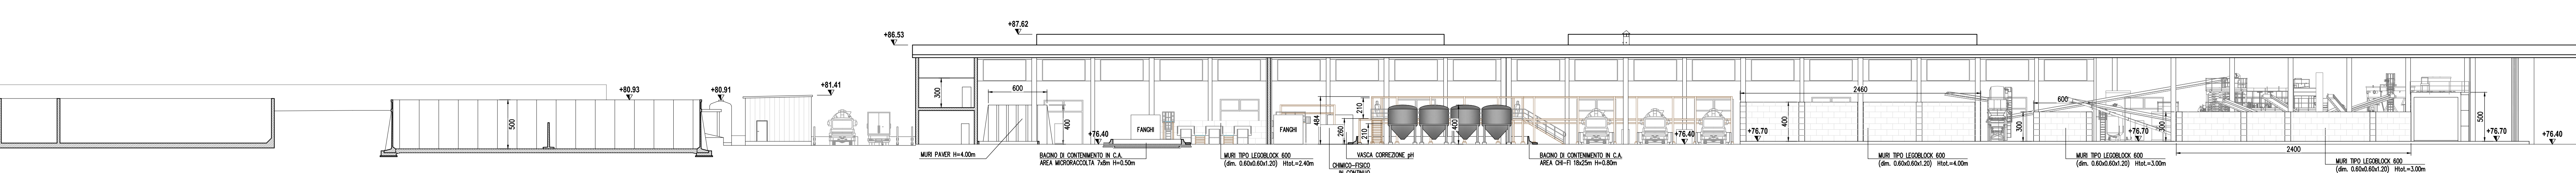 +87.62
+86.53
+81.41
+80.93
+80.91
500
300
600
400
FANGHI
+76.40
FANGHI
484
210
260
210
400
+76.40
2460
+76.70
400
300
600
+76.70
300
500
+76.70
+76.40
2400
MURI PAVER H=4.00m
BACINO DI CONTENIMENTO IN C.A.
AREA MICRORACCOLTA 7x8m H=0.50m
MURI TIPO LEGOBLOCK 600
(dim. 0.60x0.60x1.20) Htot.=2.40m
CHIMICO-FISICO
IN CONTINUO
VASCA CORREZIONE pH
BACINO DI CONTENIMENTO IN C.A.
AREA CHI-FI 18x25m H=0.80m
MURI TIPO LEGOBLOCK 600
(dim. 0.60x0.60x1.20) Htot.=4.00m
MURI TIPO LEGOBLOCK 600
(dim. 0.60x0.60x1.20) Htot.=3.00m
MURI TIPO LEGOBLOCK 600
(dim. 0.60x0.60x1.20) Htot.=3.00m